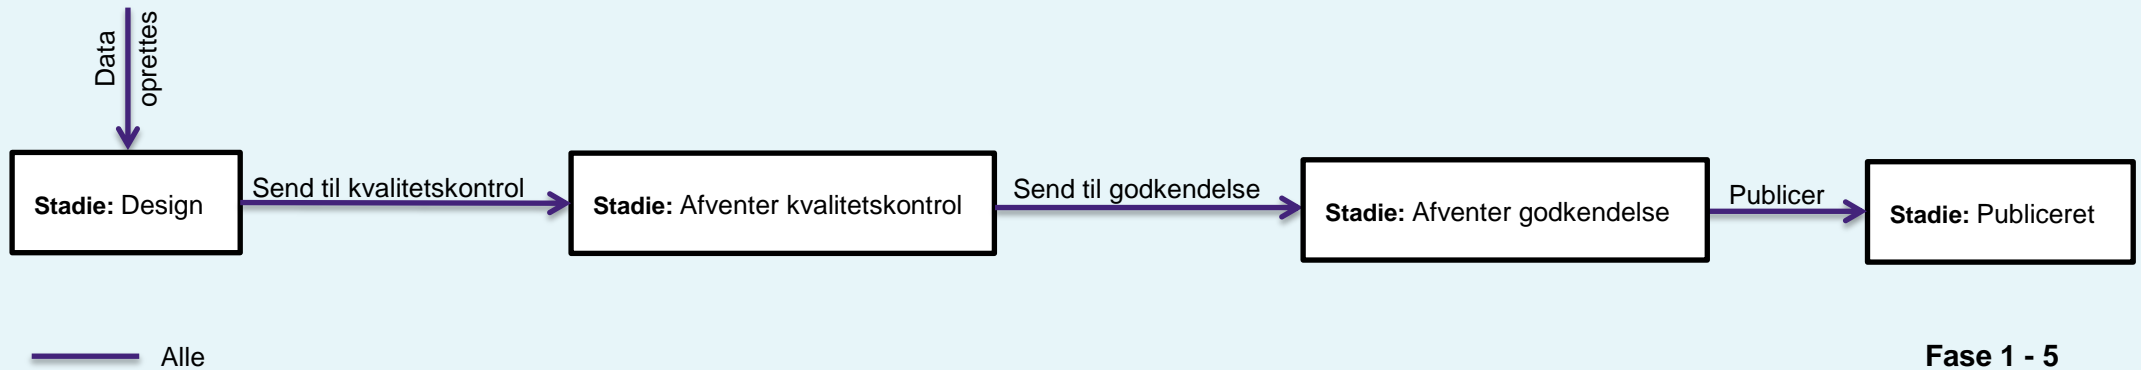 Data
oprettes
Stadie: Design
Send til kvalitetskontrol
Stadie: Afventer kvalitetskontrol
Send til godkendelse
Stadie: Afventer godkendelse
Publicer
Stadie: Publiceret
Alle
Fase 1 - 5